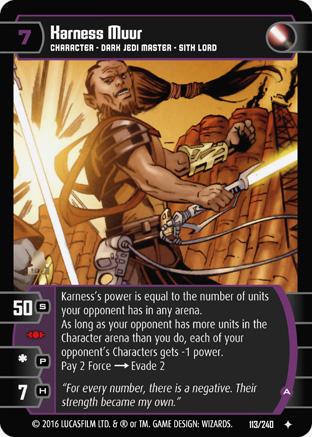 7
Karness Muur
CHARACTER - DARK JEDI MASTER - SITH LORD
50 S
* P
7 H
Karness's power is equal to the number of units
your opponent has in any arena.
As long as your opponent has more units in the
Character arena than you do, each of your
opponent's Characters gets -1 power.
Pay 2 Force → Evade 2
"For every number, there is a negative. Their
strength became my own."
A
© 2016 LUCASFILM LTD. & ® or TM. GAME DESIGN: WIZARDS.
113/240